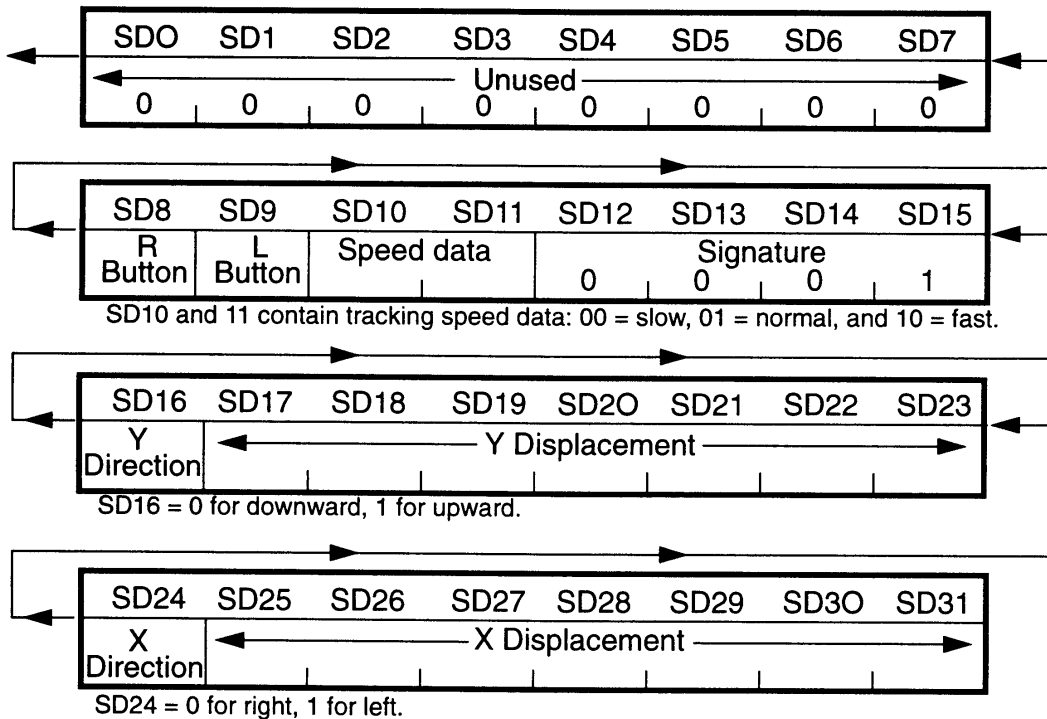 SD0 SD1 SD2 SD3 SD4 SD5 SD6 SD7
Unused
0 0 0 0 0 0 0 0
SD8 SD9 SD10 SD11 SD12 SD13 SD14 SD15
R Button L Button Speed data Signature
0 0 0 1
SD10 and 11 contain tracking speed data: 00 = slow, 01 = normal, and 10 = fast.
SD16 SD17 SD18 SD19 SD20 SD21 SD22 SD23
Y Direction Y Displacement
SD16 = 0 for downward, 1 for upward.
SD24 SD25 SD26 SD27 SD28 SD29 SD30 SD31
X Direction X Displacement
SD24 = 0 for right, 1 for left.